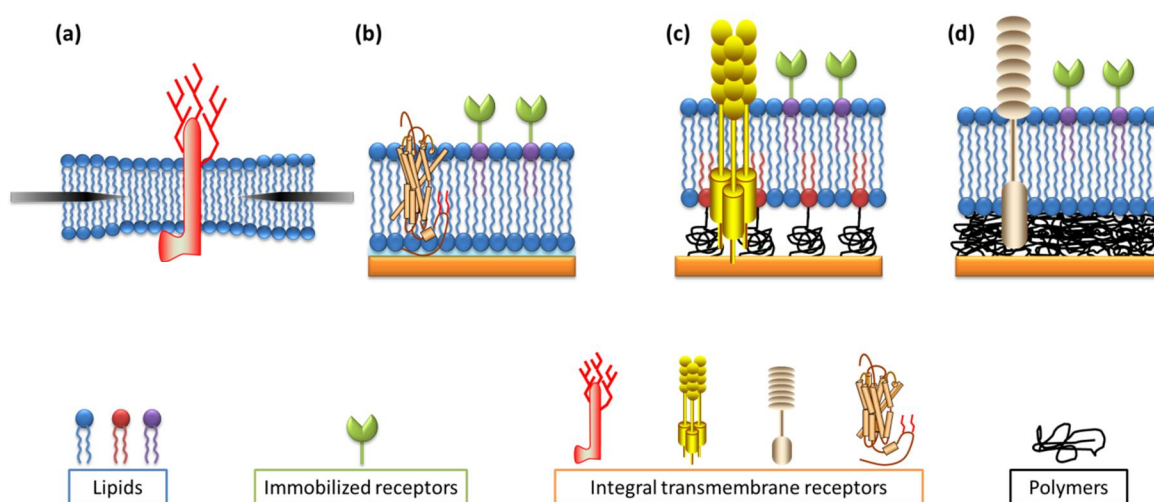 (a)
(b)
(c)
(d)
Lipids
Immobilized receptors
Integral transmembrane receptors
Polymers